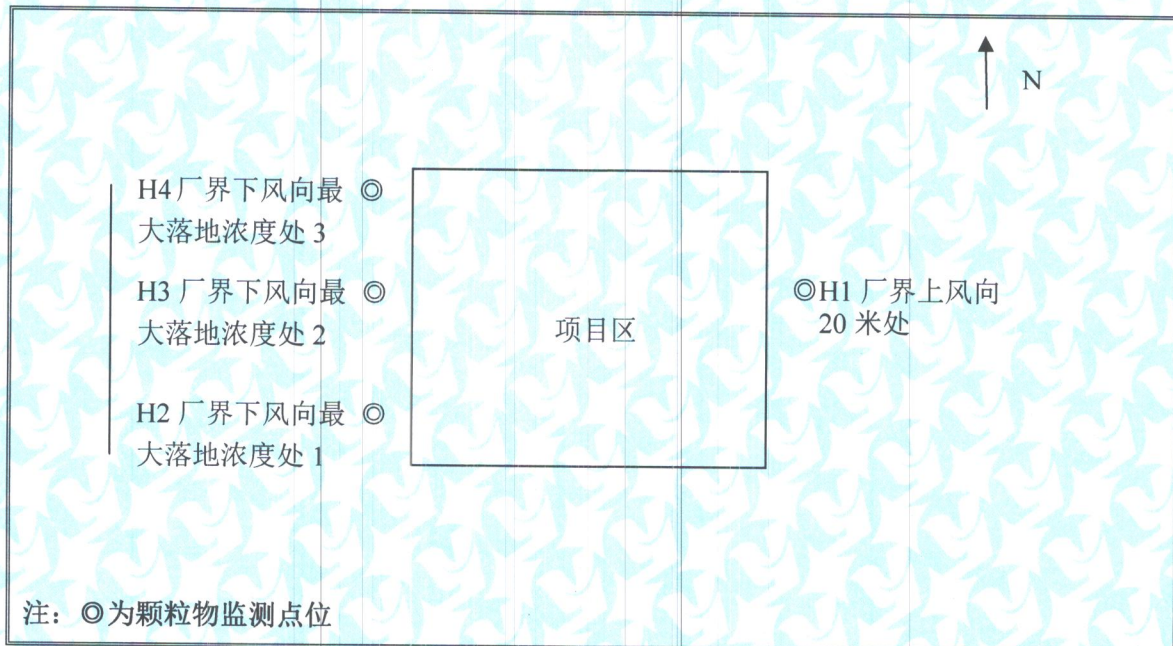 N
H4厂界下风向最 ◎
大落地浓度处 3
H3 厂界下风向最 ◎
大落地浓度处 2
◎H1 厂界上风向
20 米处
项目区
H2 厂界下风向最 ◎
大落地浓度处 1
注：◎为颗粒物监测点位